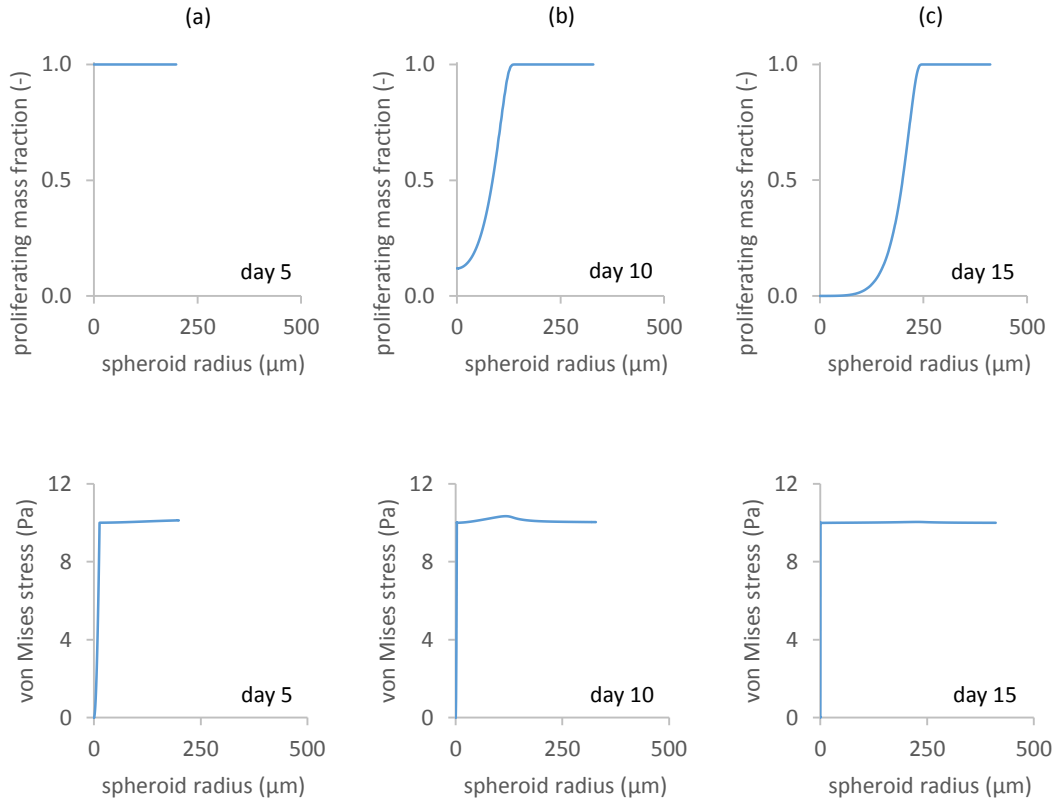 (a)
(b)
(c)
proliferating mass fraction (-)
1.0
0.5
0.0
day 5
0
250
500
spheroid radius (µm)
proliferating mass fraction (-)
1.0
0.5
0.0
day 10
0
250
500
spheroid radius (µm)
proliferating mass fraction (-)
1.0
0.5
0.0
day 15
0
250
500
spheroid radius (µm)
von Mises stress (Pa)
12
8
4
0
day 5
0
250
500
spheroid radius (µm)
von Mises stress (Pa)
12
8
4
0
day 10
0
250
500
spheroid radius (µm)
von Mises stress (Pa)
12
8
4
0
day 15
0
250
500
spheroid radius (µm)